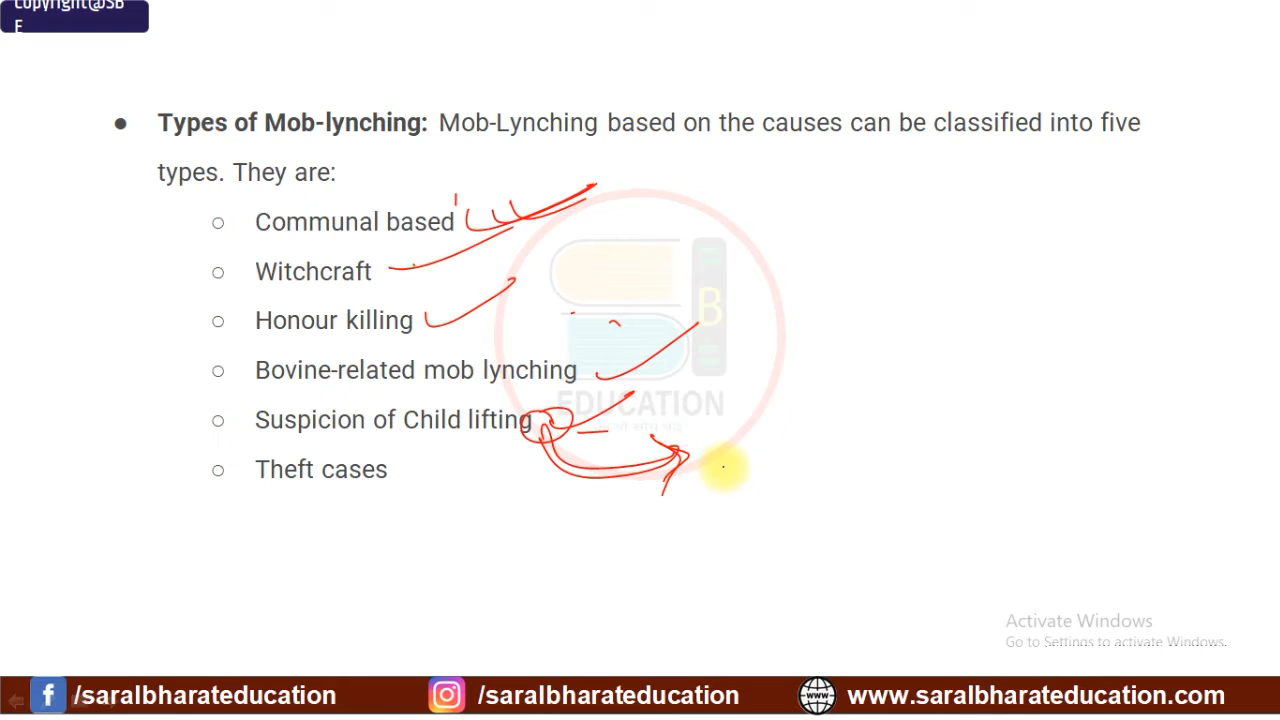 Copyright@SB
E
● Types of Mob-lynching: Mob-Lynching based on the causes can be classified into five
types. They are:
○ Communal based
○ Witchcraft
○ Honour killing
○ Bovine-related mob lynching
○ Suspicion of Child lifting
○ Theft cases
B
EDUCATION
Activate Windows
Go to Settings to activate Windows.
/saralbharateducation
/saralbharateducation
www.saralbharateducation.com